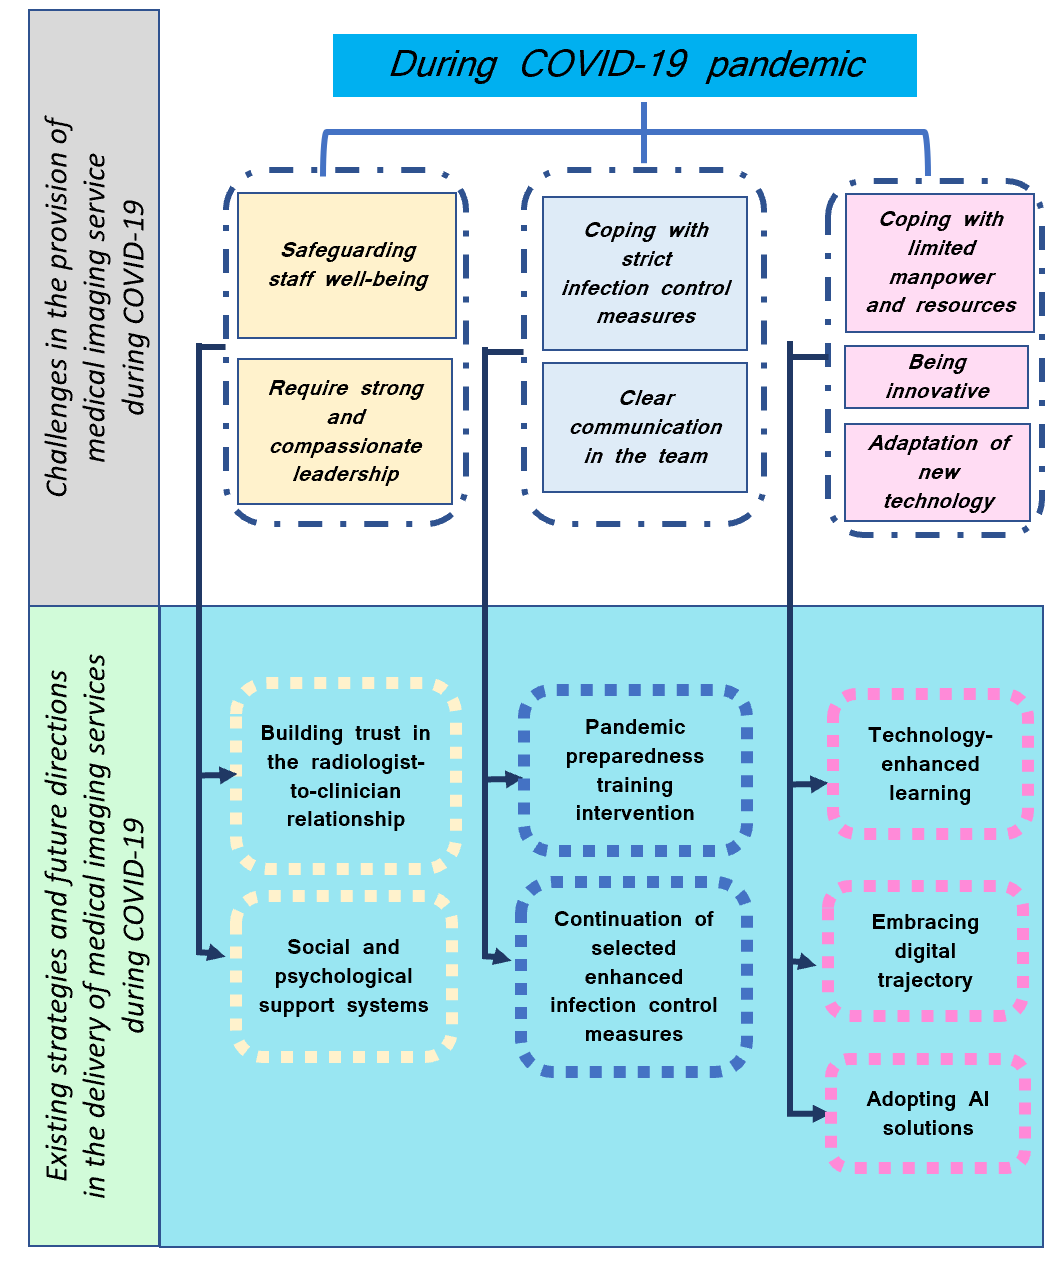 During COVID-19 pandemic
Challenges in the provision of
medical imaging service
during COVID-19
Safeguarding
staff well-being
Require strong
and
compassionate
leadership
Coping with
strict
infection control
measures
Clear
communication
in the team
Coping with
limited
manpower
and resources
Being
innovative
Adaptation of
new
technology
Existing strategies and future directions
in the delivery of medical imaging services
during COVID-19
Building trust in
the radiologist-
to-clinician
relationship
Social and
psychological
support systems
Pandemic
preparedness
training
intervention
Continuation of
selected
enhanced
infection control
measures
Technology-
enhanced
learning
Embracing
digital
trajectory
Adopting AI
solutions